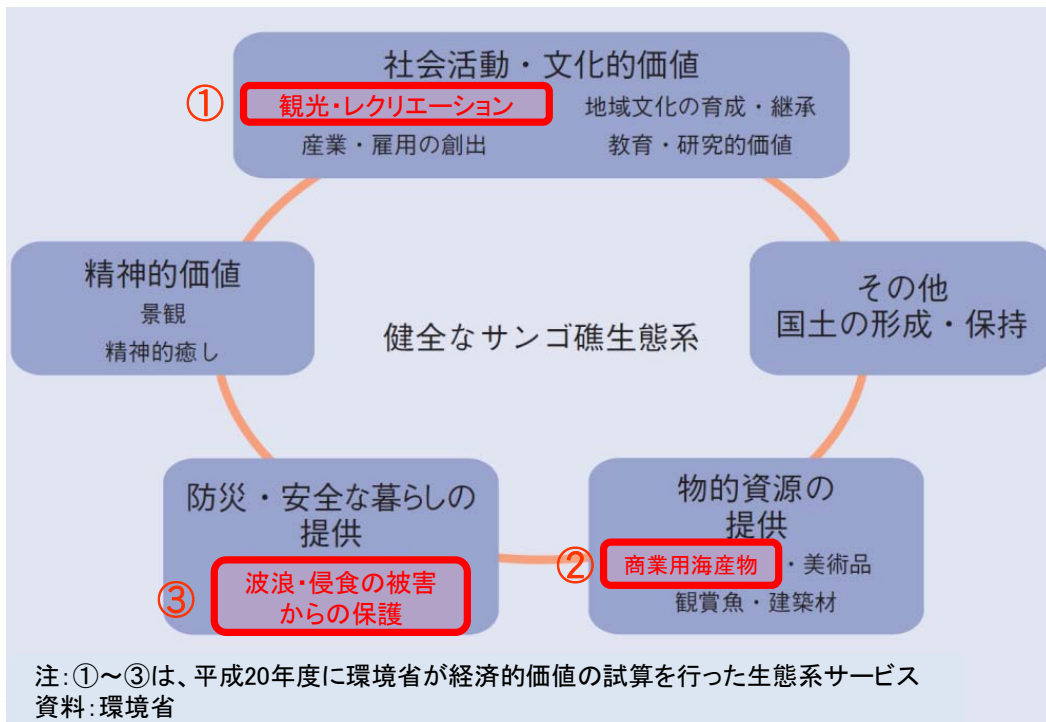 社会活動・文化的価値
① 観光・レクリエーション 地域文化の育成・継承
産業・雇用の創出 教育・研究的価値
精神的価値
景観
精神的癒し
健全なサンゴ礁生態系
その他
国土の形成・保持
防災・安全な暮らしの
提供
③ 波浪・侵食の被害
からの保護
物的資源の
提供
② 商業用海産物 ・美術品
観賞魚・建築材
注:①～③は、平成20年度に環境省が経済的価値の試算を行った生態系サービス
資料:環境省